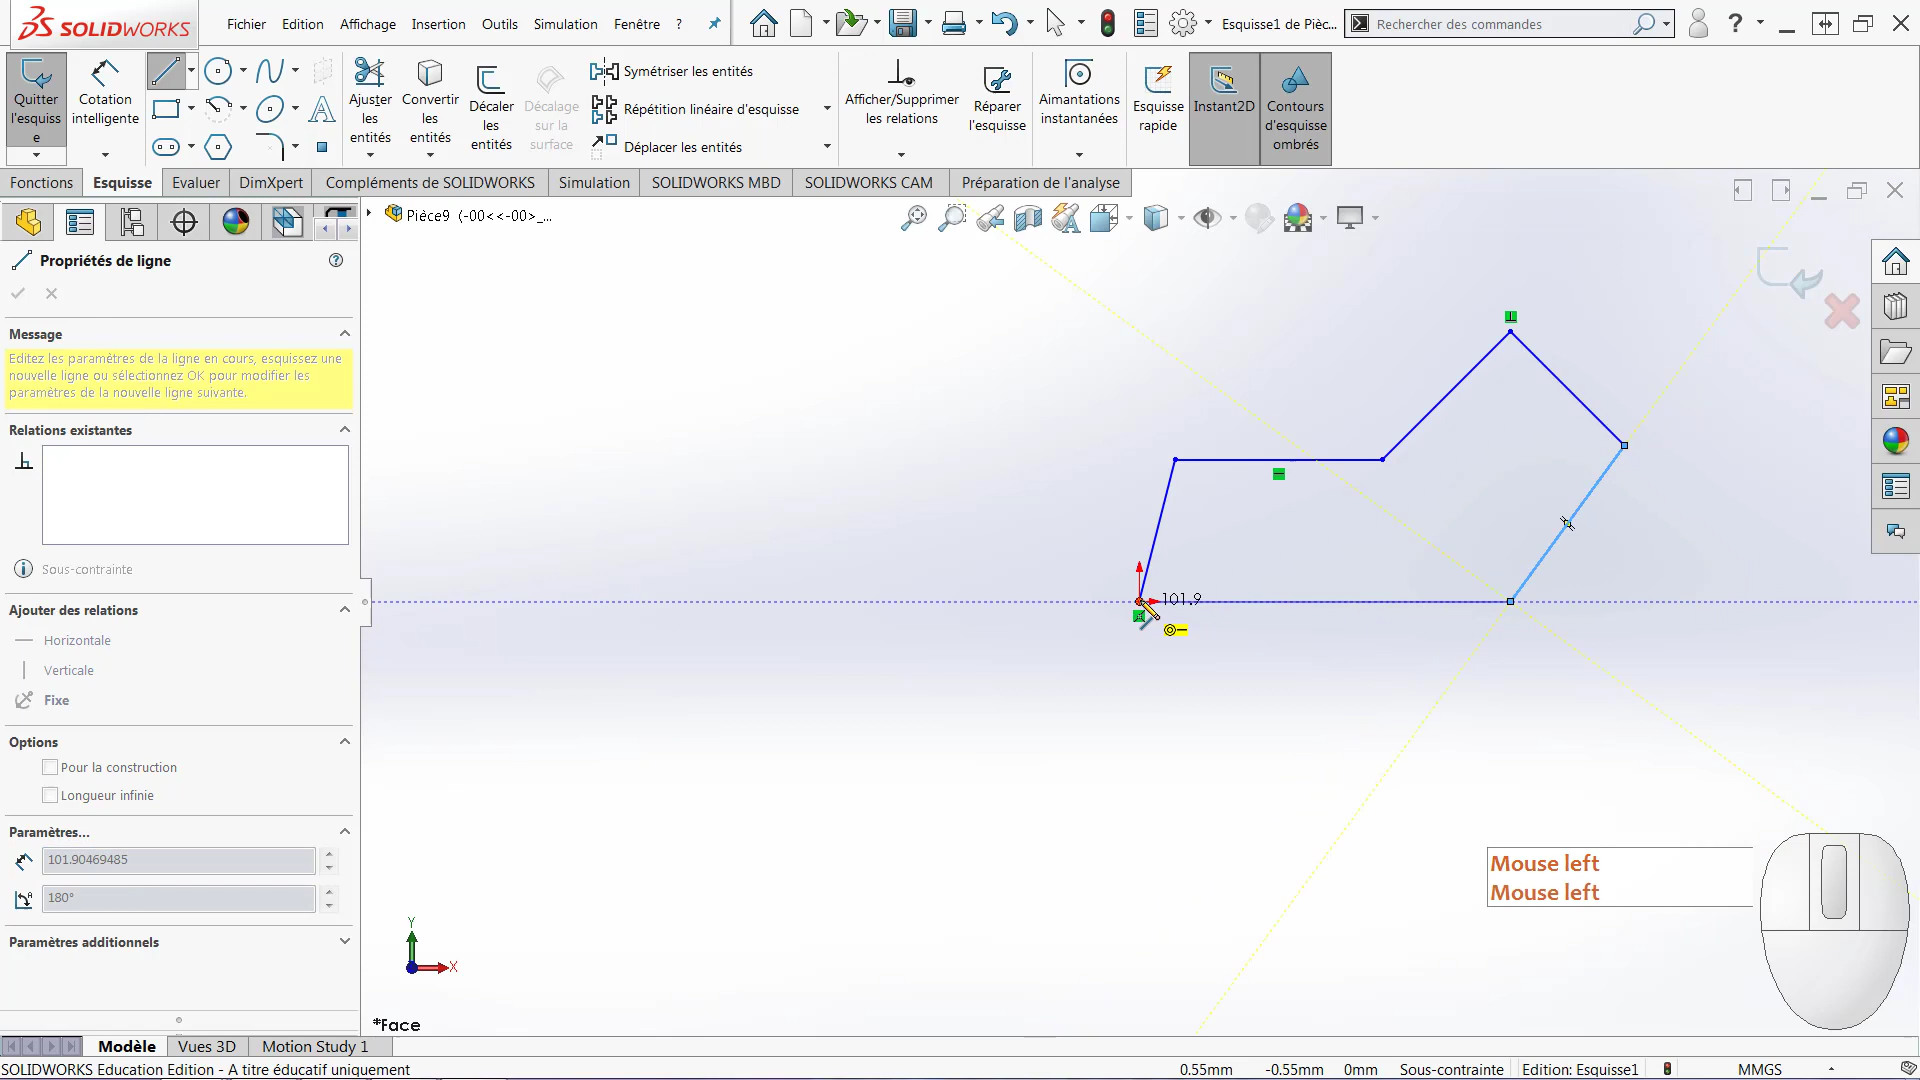 SOLIDWORKS
Fichier Edition Affichage Insertion Outils Simulation Fenêtre ?
Esquisse1 de Pièc...
Rechercher des commandes
?
Quitter l'esquiss e
Cotation intelligente
Ajuster les entités
Convertir les entités
Décaler les entités
Décalage sur la surface
Symétriser les entités
Répétition linéaire d'esquisse
Déplacer les entités
Afficher/Supprimer les relations
Réparer l'esquisse
Aimantations instantanées
Esquisse rapide
Instant2D
Contours d'esquisse ombrés
Fonctions Esquisse Evaluer DimXpert Compléments de SOLIDWORKS Simulation SOLIDWORKS MBD SOLIDWORKS CAM Préparation de l'analyse
Pièce9 (-00<<-00>_...
Propriétés de ligne
Message
Editez les paramètres de la ligne en cours, esquissez une
nouvelle ligne ou sélectionnez OK pour modifier les
paramètres de la nouvelle ligne suivante.
Relations existantes
Sous-contrainte
Ajouter des relations
Horizontale
Verticale
Fixe
Options
Pour la construction
Longueur infinie
Paramètres...
101.90469485
180°
Paramètres additionnels
101.9
Y
X
*Face
Mouse left
Mouse left
Modèle Vues 3D Motion Study 1
SOLIDWORKS Education Edition - A titre éducatif uniquement
0.55mm -0.55mm 0mm Sous-contrainte Edition: Esquisse1 MMGS